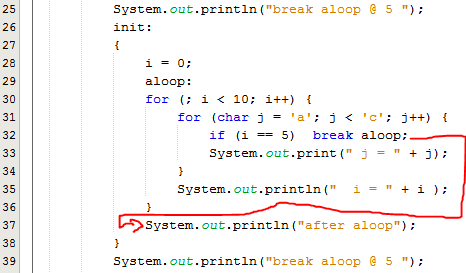 25 System.out.println("break aloop @ 5 ");
26 init:
27 {
28 i = 0;
29 aloop:
30 for (; i < 10; i++) {
31 for (char j = 'a'; j < 'c'; j++) {
32 if (i == 5)  break aloop;
33 System.out.print(" j = " + j);
34 }
35 System.out.println("  i = " + i );
36 }
37 System.out.println("after aloop");
38 }
39 System.out.println("break aloop @ 5 ");